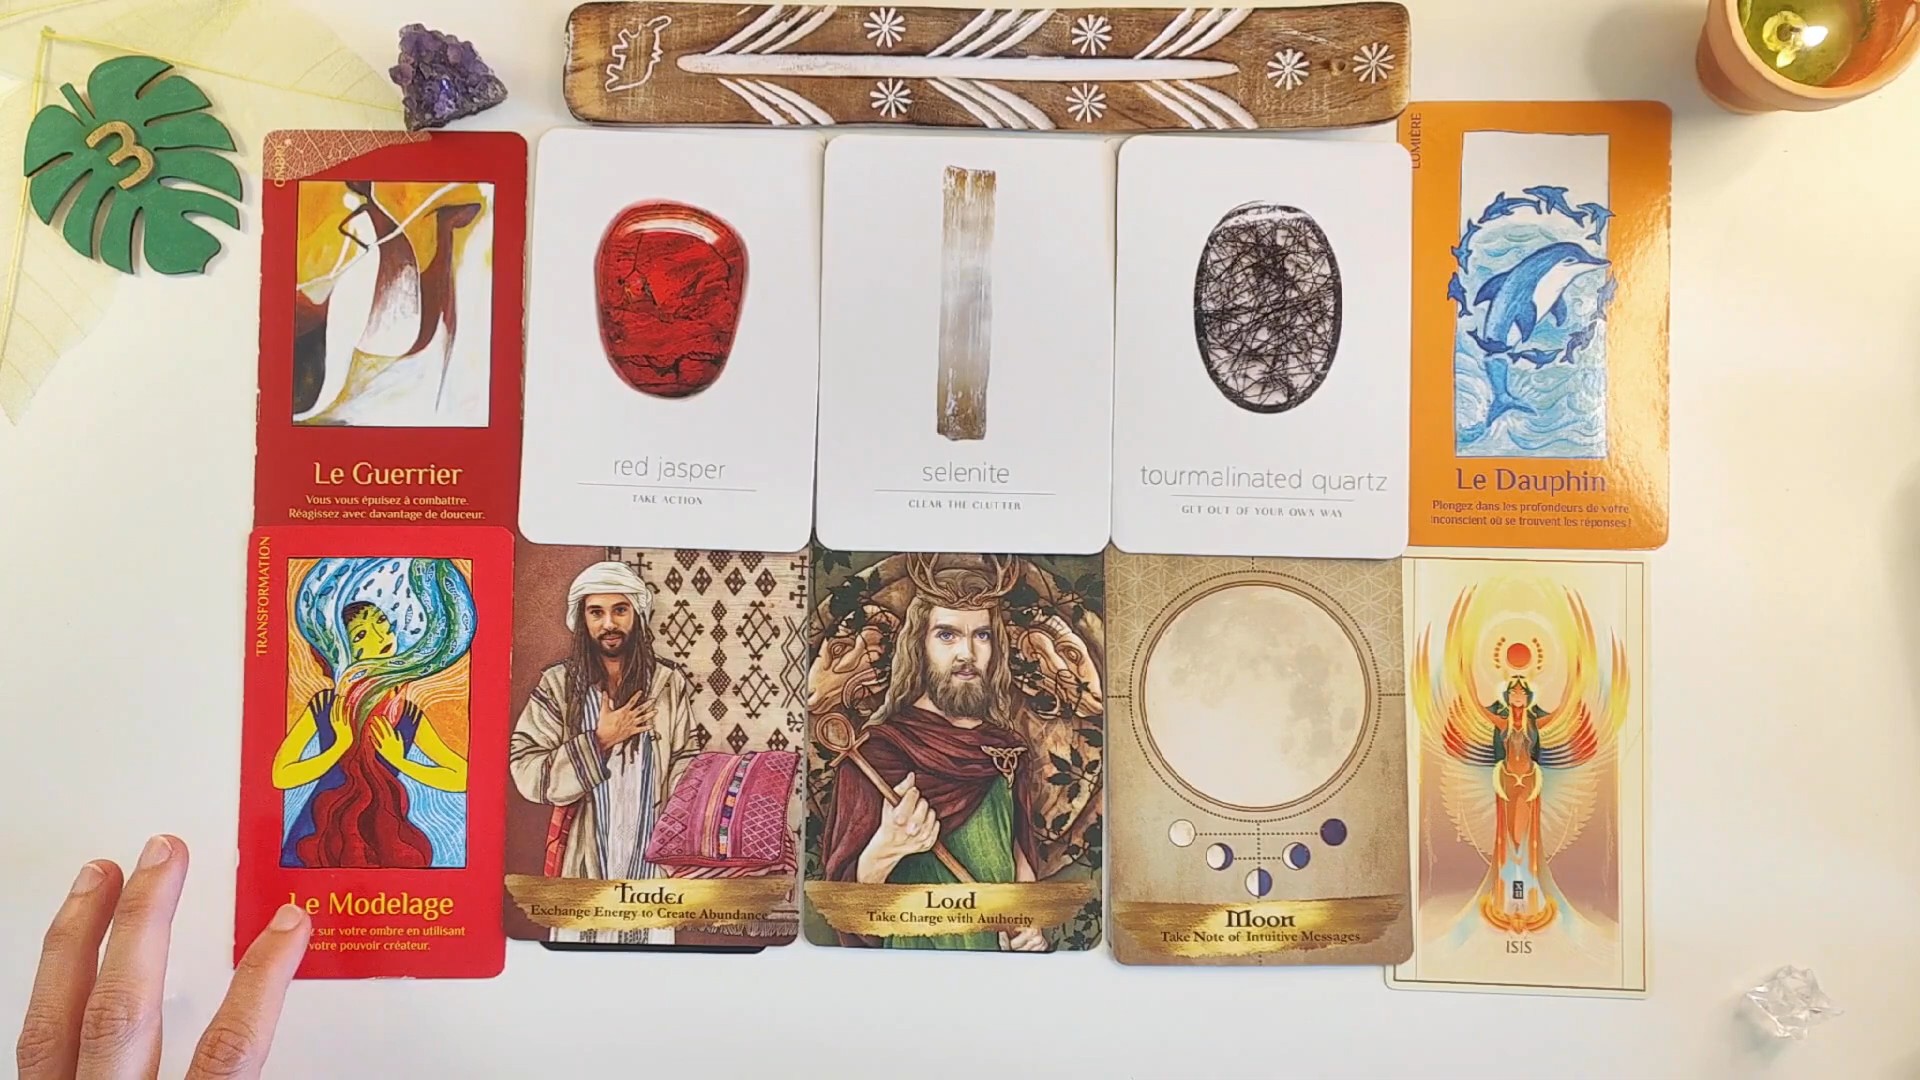 3
OMBRE
Le Guerrier
Vous vous épuisez à combattre.
Réagissez avec davantage de douceur.
red jasper
TAKE ACTION
selenite
CLEAR THE CLUTTER
tourmalinated quartz
GET OUT OF YOUR OWN WAY
LUMIÈRE
Le Dauphin
Plongez dans les profondeurs de votre
inconscient où se trouvent les réponses!
TRANSFORMATION
Le Modelage
sur votre ombre en utilisant
votre pouvoir créateur.
Trader
Exchange Energy to Create Abundance
Lord
Take Charge with Authority
Moon
Take Note of Intuitive Messages
ISIS